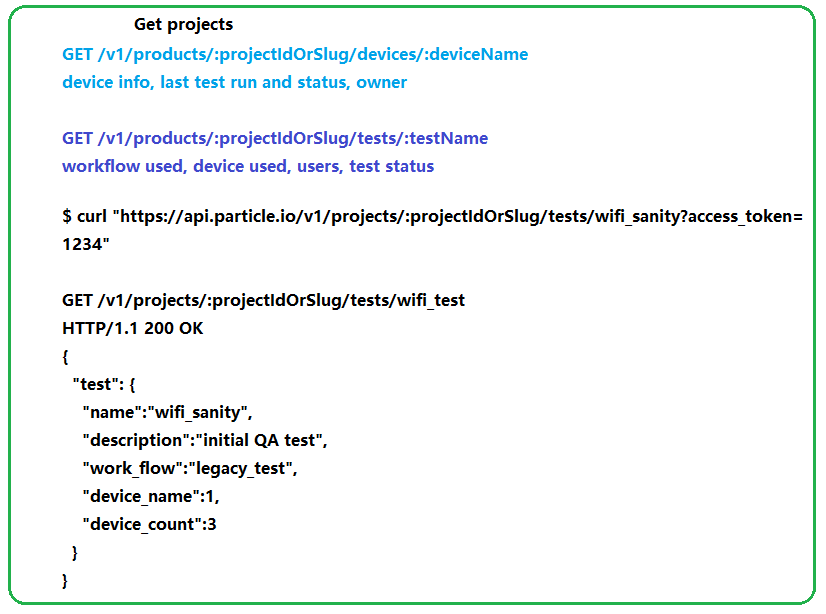 Get projects
GET /v1/products/:projectIdOrSlug/devices/:deviceName
device info, last test run and status, owner
GET /v1/products/:projectIdOrSlug/tests/:testName
workflow used, device used, users, test status
$ curl "https://api.particle.io/v1/projects/:projectIdOrSlug/tests/wifi_sanity?access_token=
1234"
GET /v1/projects/:projectIdOrSlug/tests/wifi_test
HTTP/1.1 200 OK
{
"test": {
"name":"wifi_sanity",
"description":"initial QA test",
"work_flow":"legacy_test",
"device_name":1,
"device_count":3
}
}